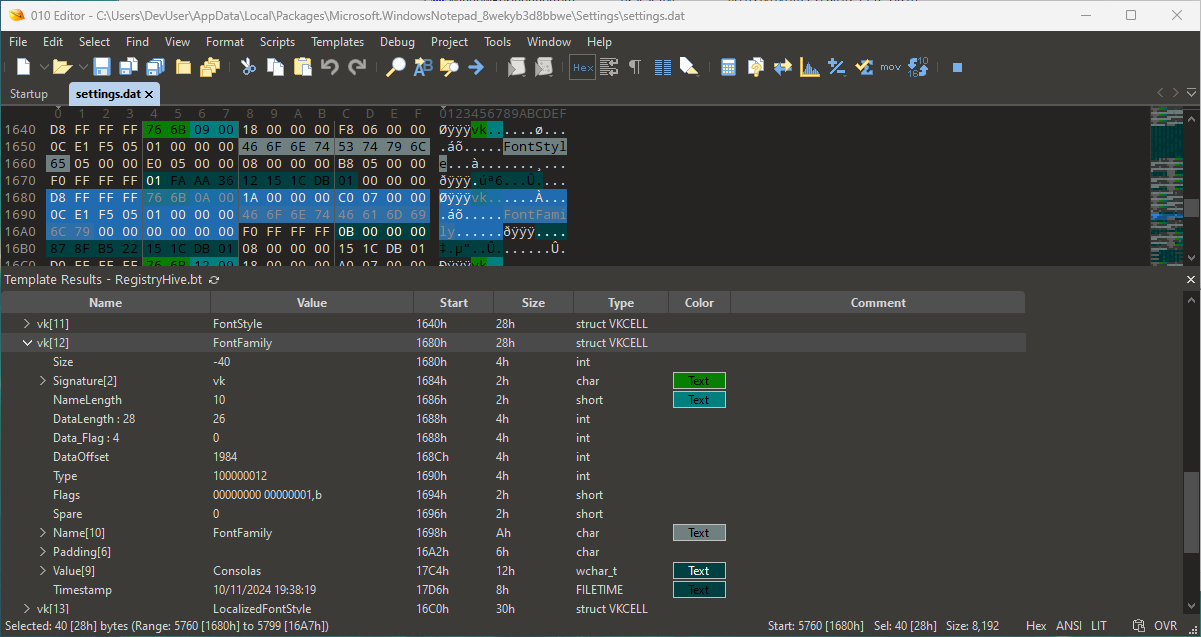 010 Editor - C:\Users\DevUser\AppData\Local\Packages\Microsoft.WindowsNotepad_8wekyb3d8bbwe\Settings\settings.dat
File Edit Select Find View Format Scripts Templates Debug Project Tools Window Help
Hex mov
Startup settings.dat
0 1 2 3 4 5 6 7 8 9 A B C D E F 0123456789ABCDEF
1640 D8 FF FF FF 76 6B 09 00 18 00 00 00 F8 06 00 00 Øÿÿÿvk......ø...
1650 0C E1 F5 05 01 00 00 00 46 6F 6E 74 53 74 79 6C .áõ.....FontStyl
1660 65 05 00 00 E0 05 00 00 08 00 00 00 B8 05 00 00 e...à.......¸...
1670 F0 FF FF FF 01 FA AA 36 12 15 1C DB 01 00 00 00 ðÿÿÿ.úª6...Û....
1680 D8 FF FF FF 76 6B 0A 00 1A 00 00 00 C0 07 00 00 Øÿÿÿvk......À...
1690 0C E1 F5 05 01 00 00 00 46 6F 6E 74 46 61 6D 69 .áõ.....FontFami
16A0 6C 79 00 00 00 00 00 00 F0 FF FF FF 0B 00 00 00 ly......ðÿÿÿ....
16B0 87 8F B5 22 15 1C DB 01 08 00 00 00 15 1C DB 01 ‡.µ"..Û.......Û.
16C0 D0 FF FF FF 76 6B 12 00 18 00 00 00 A0 07 00 00 Ðÿÿÿvk
Template Results - RegistryHive.bt
Name Value Start Size Type Color Comment
vk[11] FontStyle 1640h 28h struct VKCELL
vk[12] FontFamily 1680h 28h struct VKCELL
Size -40 1680h 4h int
Signature[2] vk 1684h 2h char Text
NameLength 10 1686h 2h short Text
DataLength : 28 26 1688h 4h int
Data_Flag : 4 0 1688h 4h int
DataOffset 1984 168Ch 4h int
Type 100000012 1690h 4h int
Flags 00000000 00000001,b 1694h 2h short
Spare 0 1696h 2h short
Name[10] FontFamily 1698h Ah char Text
Padding[6] 16A2h 6h char
Value[9] Consolas 17C4h 12h wchar_t Text
Timestamp 10/11/2024 19:38:19 17D6h 8h FILETIME Text
vk[13] LocalizedFontStyle 16C0h 30h struct VKCELL
Selected: 40 [28h] bytes (Range: 5760 [1680h] to 5799 [16A7h]) Start: 5760 [1680h] Sel: 40 [28h] Size: 8,192 Hex ANSI LIT OVR